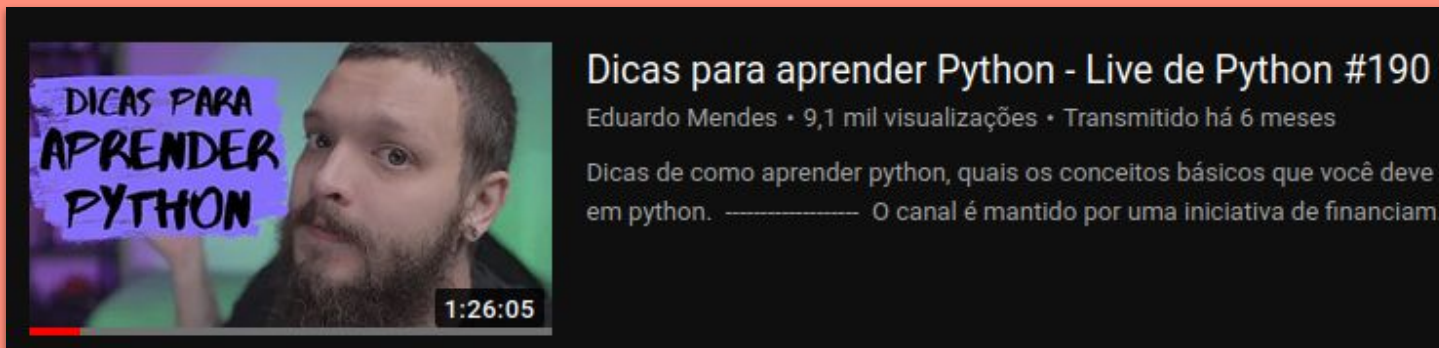 DICAS PARA
APRENDER
PYTHON
1:26:05
Dicas para aprender Python - Live de Python #190
Eduardo Mendes • 9,1 mil visualizações • Transmitido há 6 meses
Dicas de como aprender python, quais os conceitos básicos que você deve
em python. -------------------- O canal é mantido por uma iniciativa de financiam